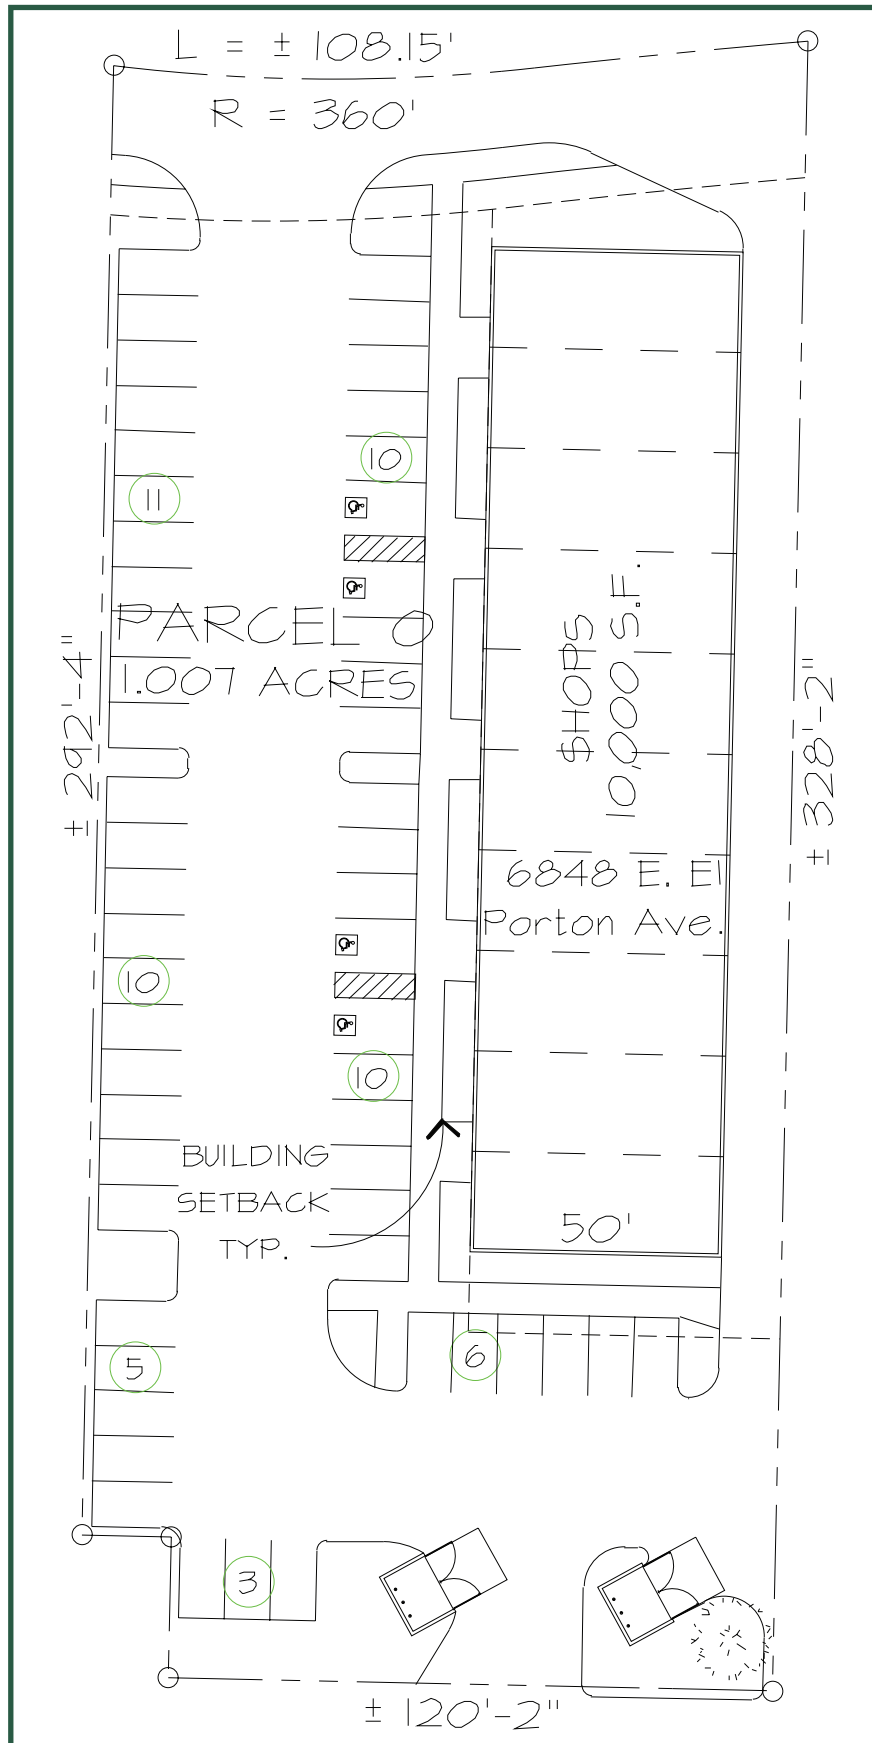 L = ± 108.15'
R = 360'
10
11
PARCEL O
1.007 ACRES
± 292'-4"
SHOPS
10,000 S.F.
± 328'-2"
6848 E. El
Porton Ave.
10
10
BUILDING
SETBACK
TYP.
50'
5
6
3
± 120'-2"